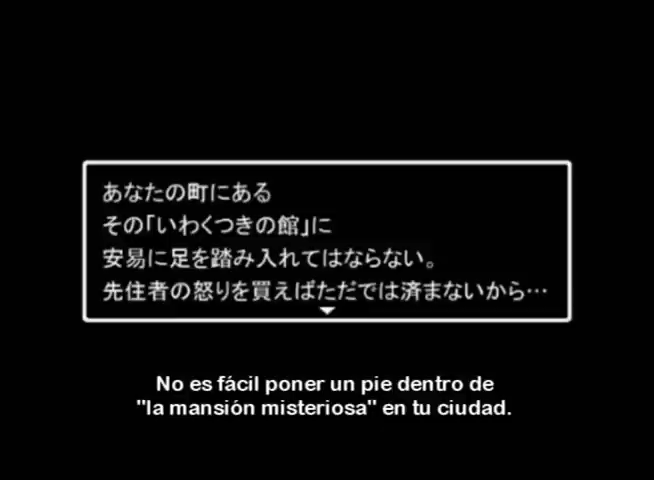 あなたの町にある
その「いわくつきの館」に
安易に足を踏み入れてはならない。
先住者の怒りを買えばただでは済まないから…
No es fácil poner un pie dentro de
"la mansión misteriosa" en tu ciudad.